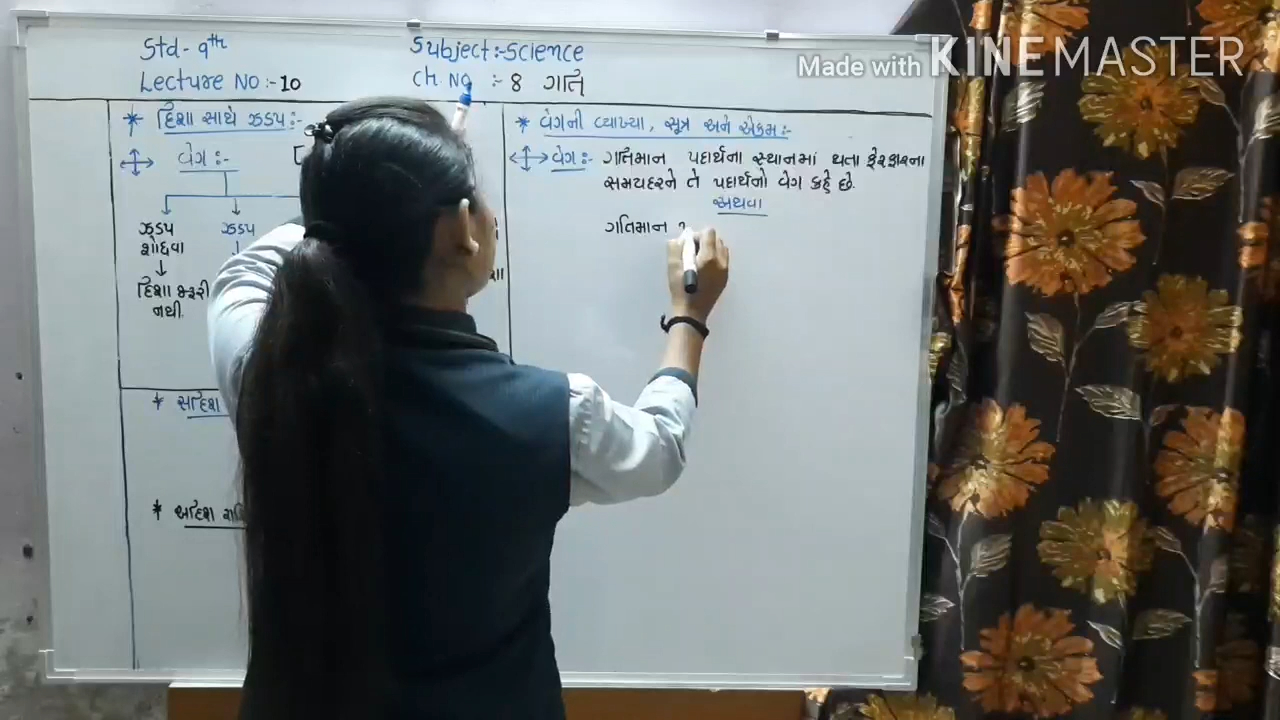 Std - 9th
Subject:-Science
Lecture No:-10
Ch. No :- 8 ગતિ
Made with KINEMASTER
* દિશા સાથે ઝડપ:-
વેગ:-
ઝડપ
ઝડપ
શોધવા
દિશા જરૂરી
નથી.
* સદિશ
* અદિશ
* વેગની વ્યાખ્યા, સૂત્ર અને એકમ:-
વેગ:- ગતિમાન પદાર્થના સ્થાનમાં થતા ફેરફારના
સમયદરને તે પદાર્થનો વેગ કહે છે.
અથવા
ગતિમાન